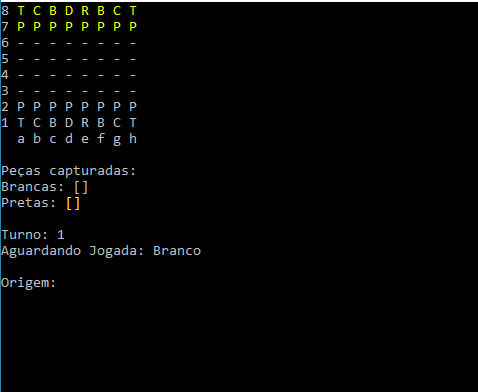 8 T C B D R B C T
7 P P P P P P P P
6 - - - - - - - -
5 - - - - - - - -
4 - - - - - - - -
3 - - - - - - - -
2 P P P P P P P P
1 T C B D R B C T
a b c d e f g h
Peças capturadas:
Brancas: []
Pretas: []
Turno: 1
Aguardando Jogada: Branco
Origem: